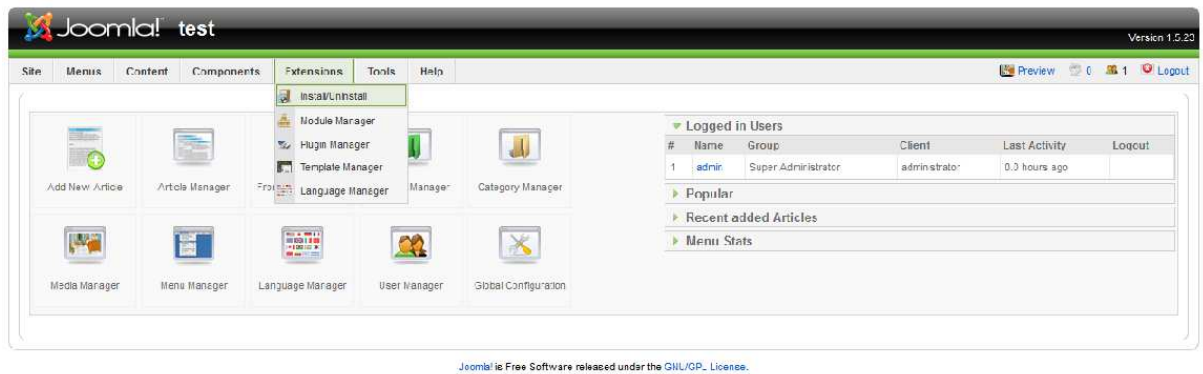 Joomla! test
Version 1.5.23
Site Menus Content Components Extensions Tools Help Preview 0 1 Logout
Install/Uninstall
Module Manager
Plugin Manager
Template Manager
Language Manager
Add New Article Article Manager Fro Manager Category Manager
Media Manager Menu Manager Language Manager User Manager Global Configuration
Logged in Users
# Name Group Client Last Activity Logout
1 admin Super Administrator administrator 0.0 hours ago
Popular
Recent added Articles
Menu Stats
Joomla! is Free Software released under the GNU/GPL License.